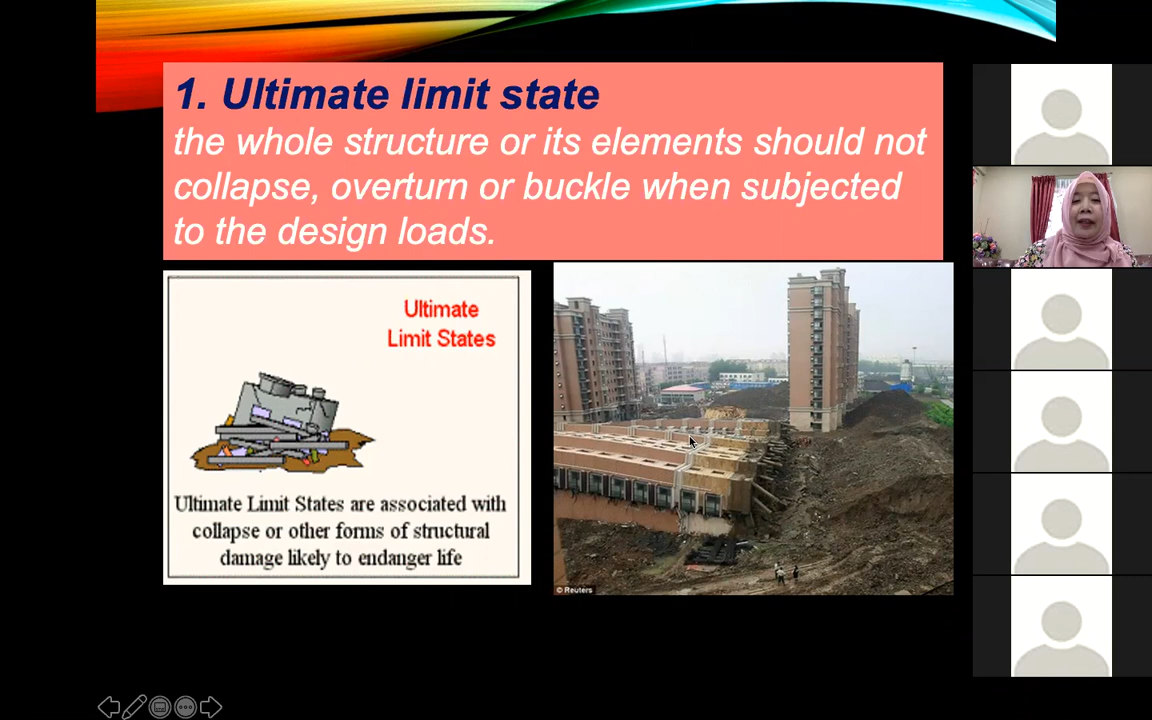 1. Ultimate limit state
the whole structure or its elements should not
collapse, overturn or buckle when subjected
to the design loads.
Ultimate
Limit States
Ultimate Limit States are associated with
collapse or other forms of structural
damage likely to endanger life
© Reuters